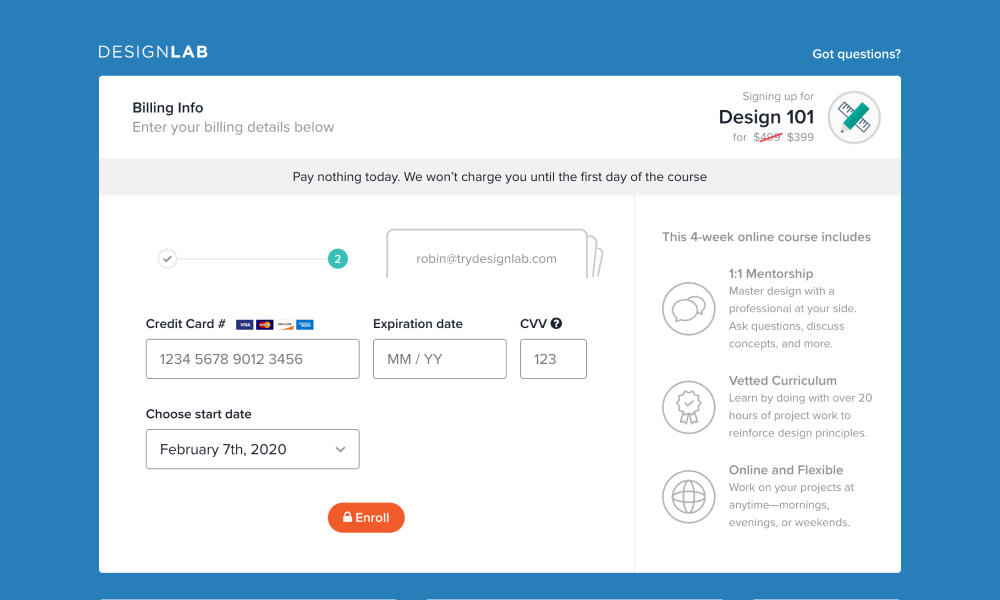 DESIGNLAB
Got questions?
Billing Info
Enter your billing details below
Signing up for
Design 101
for $499 $399
Pay nothing today. We won’t charge you until the first day of the course
2
robin@trydesignlab.com
Credit Card #
VISA
DISCOVER
Expiration date
CVV ?
1234 5678 9012 3456
MM / YY
123
Choose start date
February 7th, 2020
Enroll
This 4-week online course includes
1:1 Mentorship
Master design with a
professional at your side.
Ask questions, discuss
concepts, and more.
Vetted Curriculum
Learn by doing with over 20
hours of project work to
reinforce design principles.
Online and Flexible
Work on your projects at
anytime—mornings,
evenings, or weekends.